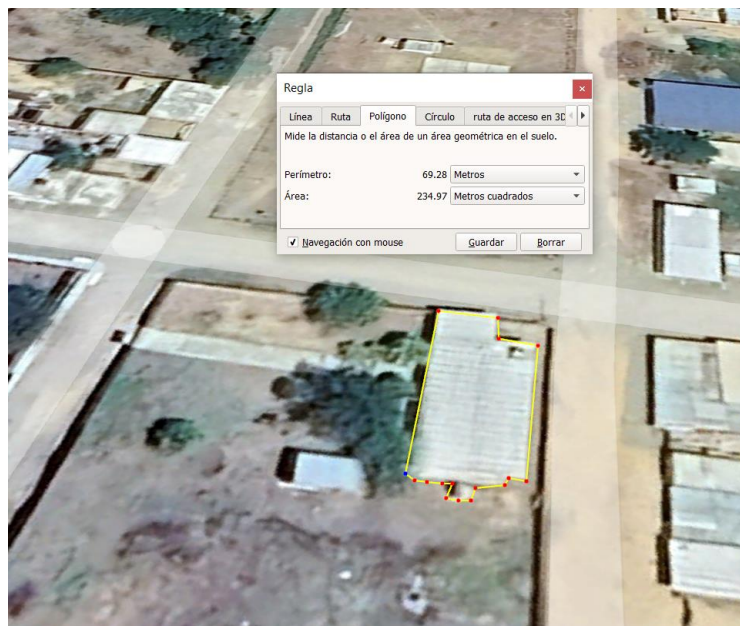 Regla
Línea Ruta Polígono Círculo ruta de acceso en 3D
Mide la distancia o el área de un área geométrica en el suelo.
Perímetro: 69.28 Metros
Área: 234.97 Metros cuadrados
Navegación con mouse Guardar Borrar